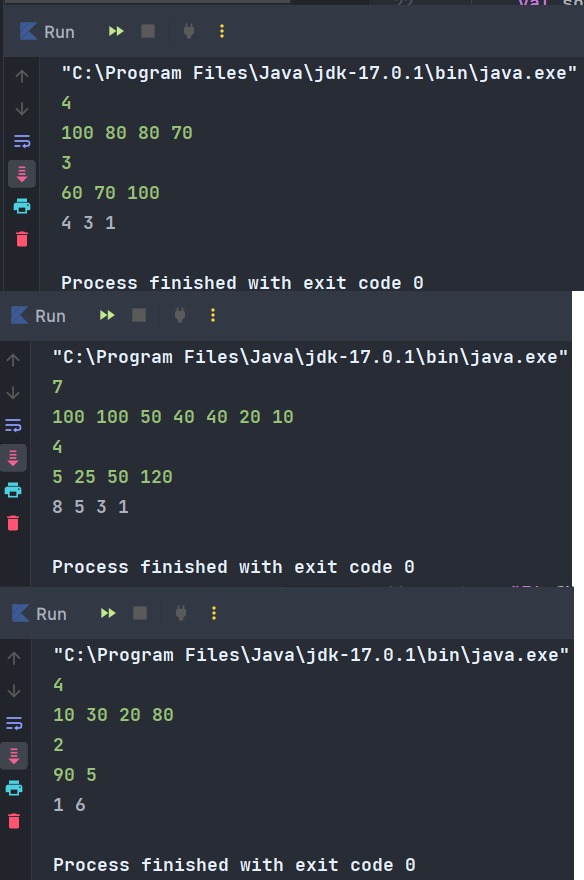 Run
"C:\Program Files\Java\jdk-17.0.1\bin\java.exe"
4
100 80 80 70
3
60 70 100
4 3 1
Process finished with exit code 0
Run
"C:\Program Files\Java\jdk-17.0.1\bin\java.exe"
7
100 100 50 40 40 20 10
4
5 25 50 120
8 5 3 1
Process finished with exit code 0
Run
"C:\Program Files\Java\jdk-17.0.1\bin\java.exe"
4
10 30 20 80
2
90 5
1 6
Process finished with exit code 0